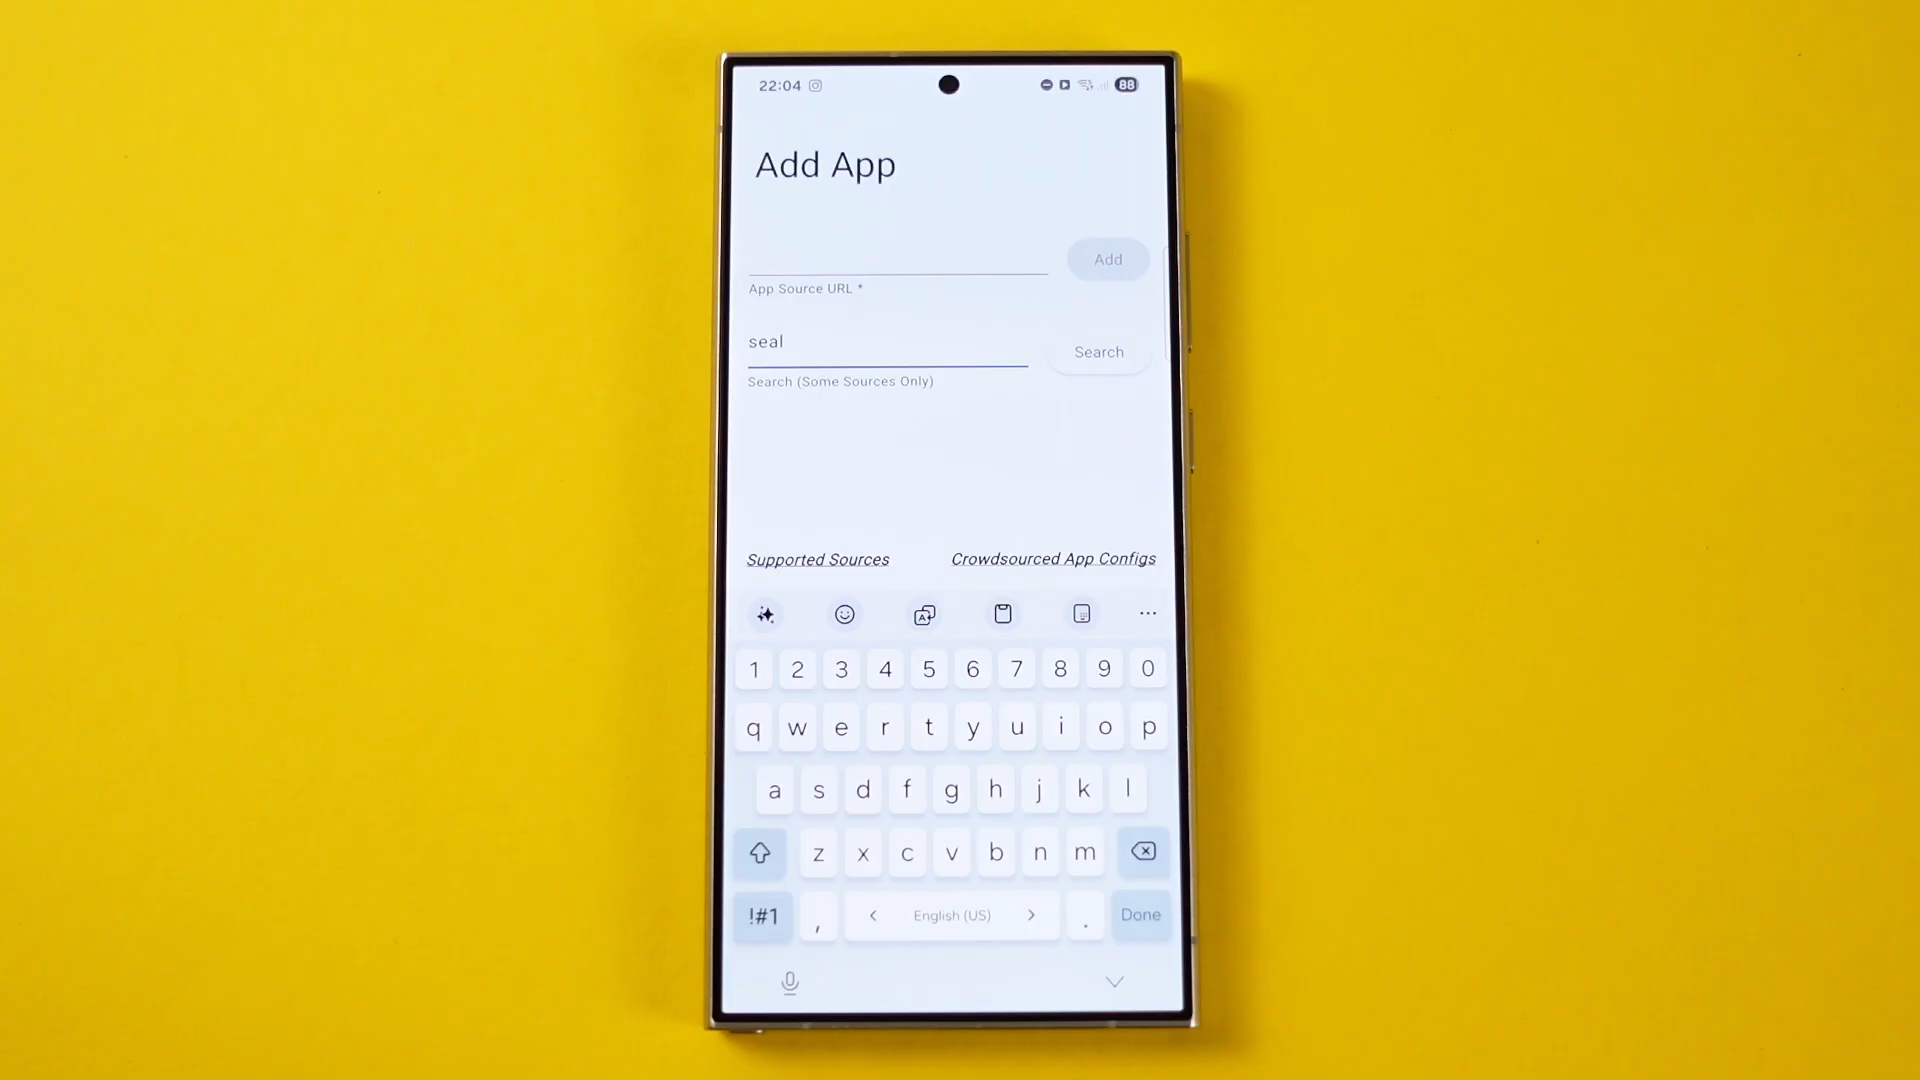 22:04 88
Add App
Add
App Source URL *
seal
Search
Search (Some Sources Only)
Supported Sources Crowdsourced App Configs
1 2 3 4 5 6 7 8 9 0
q w e r t y u i o p
a s d f g h j k l
z x c v b n m
!#1 , < English (US) > . Done